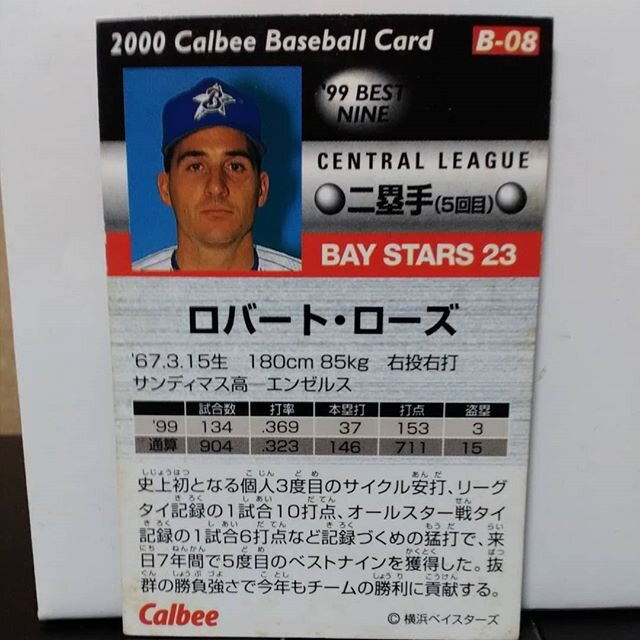 2000 Calbee Baseball Card B-08
'99 BEST NINE
CENTRAL LEAGUE
二塁手(5回目)
BAY STARS 23
ロバート・ローズ
'67.3.15生 180cm 85kg 右投右打
サンディマス高―エンゼルス
試合数 打率 本塁打 打点 盗塁
'99 134 .369 37 153 3
通算 904 .323 146 711 15
史上初となる個人3度目のサイクル安打、リーグ
タイ記録の1試合10打点、オールスター戦タイ
記録の1試合6打点など記録づくめの猛打で、来
日7年間で5度目のベストナインを獲得した。抜
群の勝負強さで今年もチームの勝利に貢献する。
Calbee
©横浜ベイスターズ